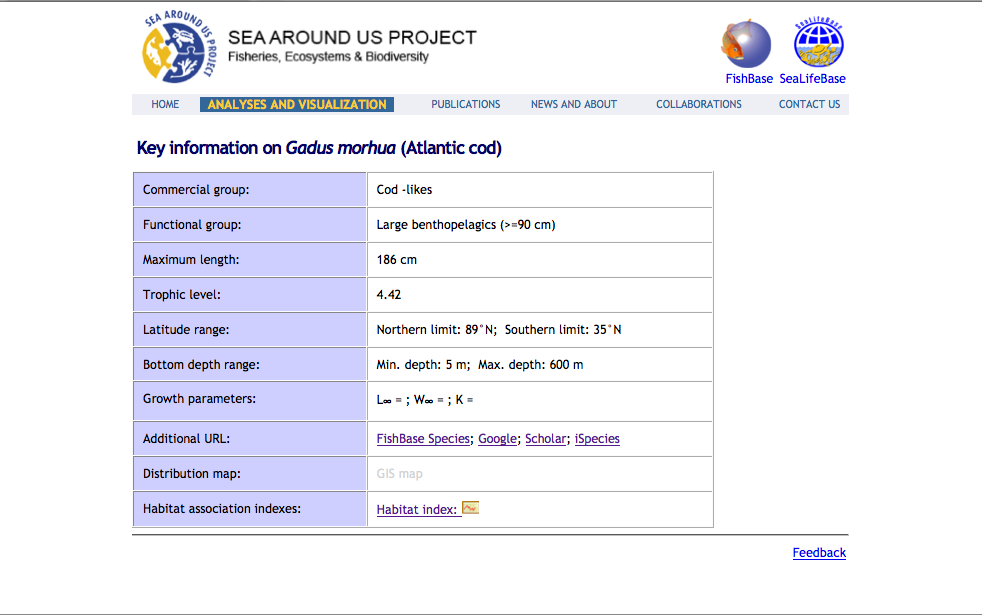 SEA AROUND US PROJECT
SEA AROUND US PROJECT
Fisheries, Ecosystems & Biodiversity
SeaLifeBase
FishBase SeaLifeBase
HOME ANALYSES AND VISUALIZATION PUBLICATIONS NEWS AND ABOUT COLLABORATIONS CONTACT US
Key information on Gadus morhua (Atlantic cod)
Commercial group: Cod -likes
Functional group: Large benthopelagics (>=90 cm)
Maximum length: 186 cm
Trophic level: 4.42
Latitude range: Northern limit: 89°N; Southern limit: 35°N
Bottom depth range: Min. depth: 5 m; Max. depth: 600 m
Growth parameters: L∞ = ; W∞ = ; K =
Additional URL: FishBase Species; Google; Scholar; iSpecies
Distribution map: GIS map
Habitat association indexes: Habitat index:
Feedback